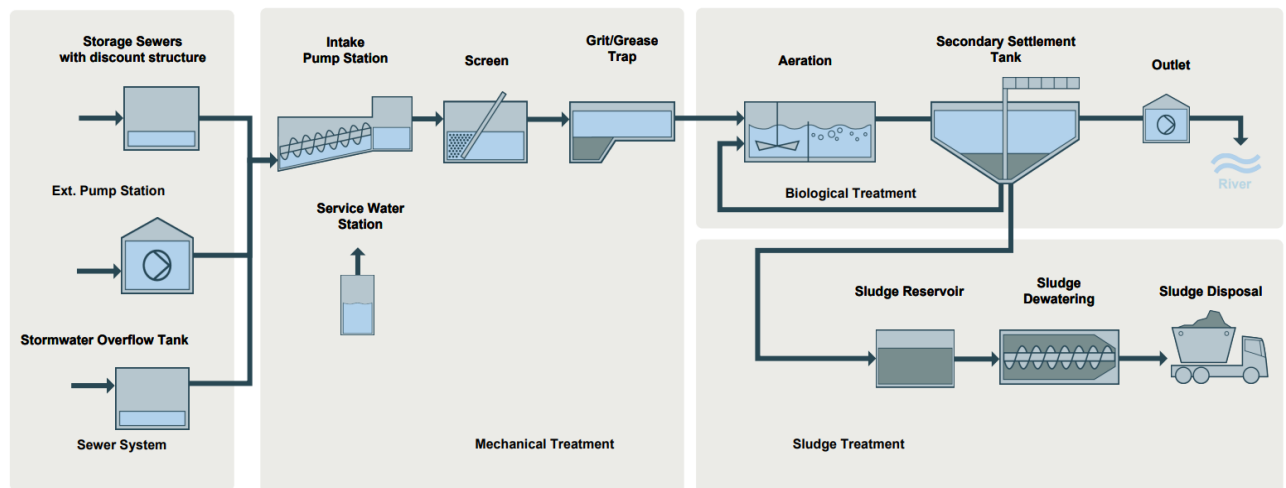 Storage Sewers
with discount structure
Ext. Pump Station
Stormwater Overflow Tank
Sewer System
Intake
Pump Station
Screen
Grit/Grease
Trap
Service Water
Station
Mechanical Treatment
Aeration
Secondary Settlement
Tank
Outlet
River
Biological Treatment
Sludge Reservoir
Sludge
Dewatering
Sludge Disposal
Sludge Treatment